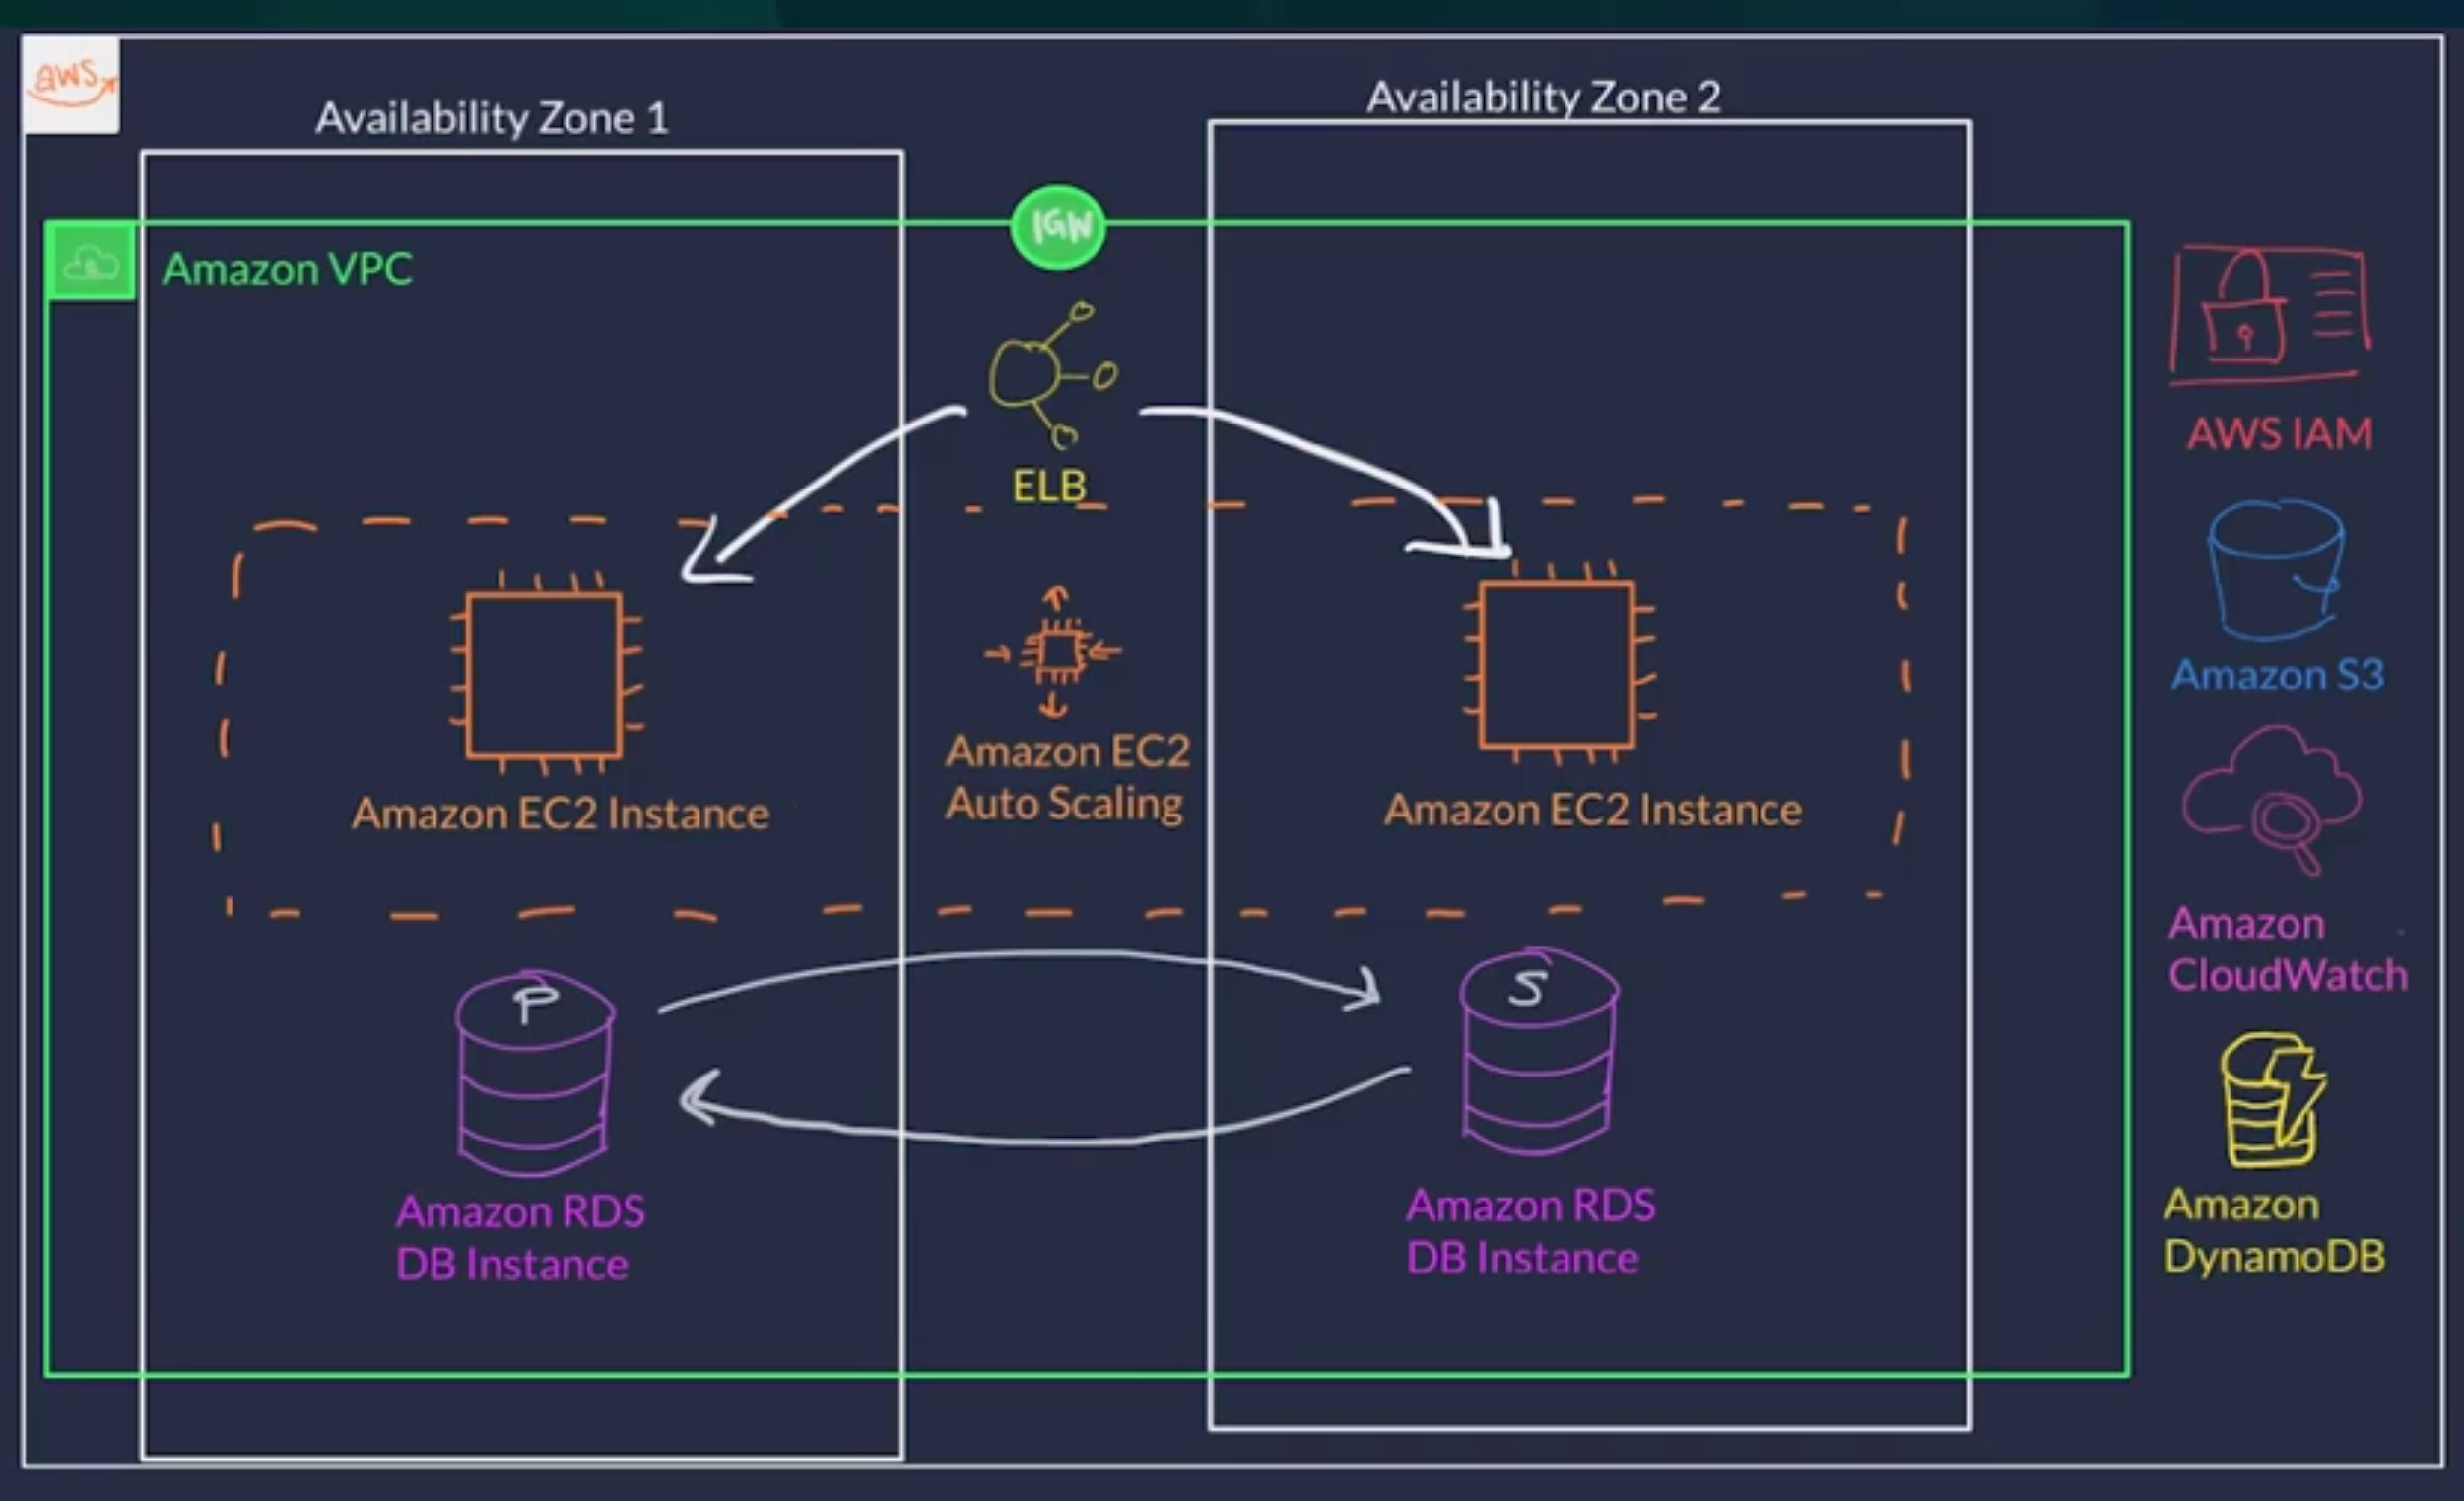 aws
Availability Zone 1
Availability Zone 2
IGW
Amazon VPC
ELB
AWS IAM
Amazon S3
Amazon EC2
Auto Scaling
Amazon EC2 Instance
Amazon EC2 Instance
Amazon
CloudWatch
P
S
Amazon RDS
DB Instance
Amazon RDS
DB Instance
Amazon
DynamoDB